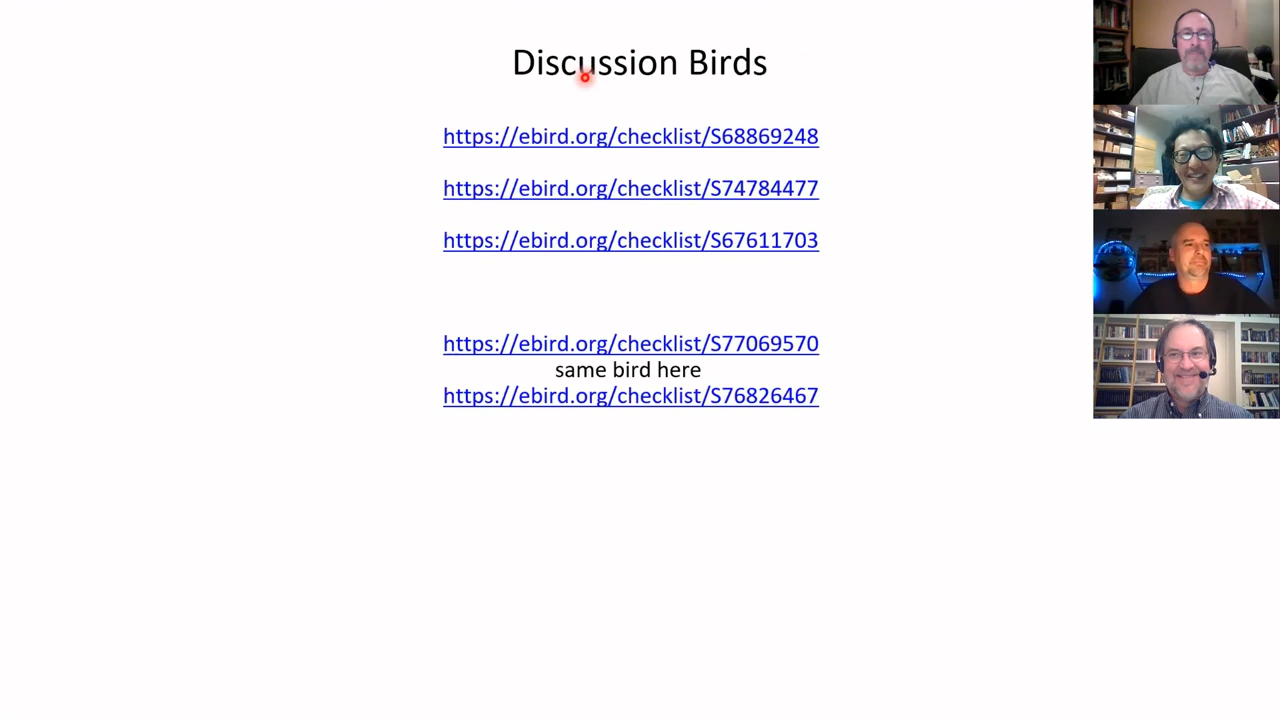 Discussion Birds
https://ebird.org/checklist/S68869248
https://ebird.org/checklist/S74784477
https://ebird.org/checklist/S67611703
https://ebird.org/checklist/S77069570
same bird here
https://ebird.org/checklist/S76826467